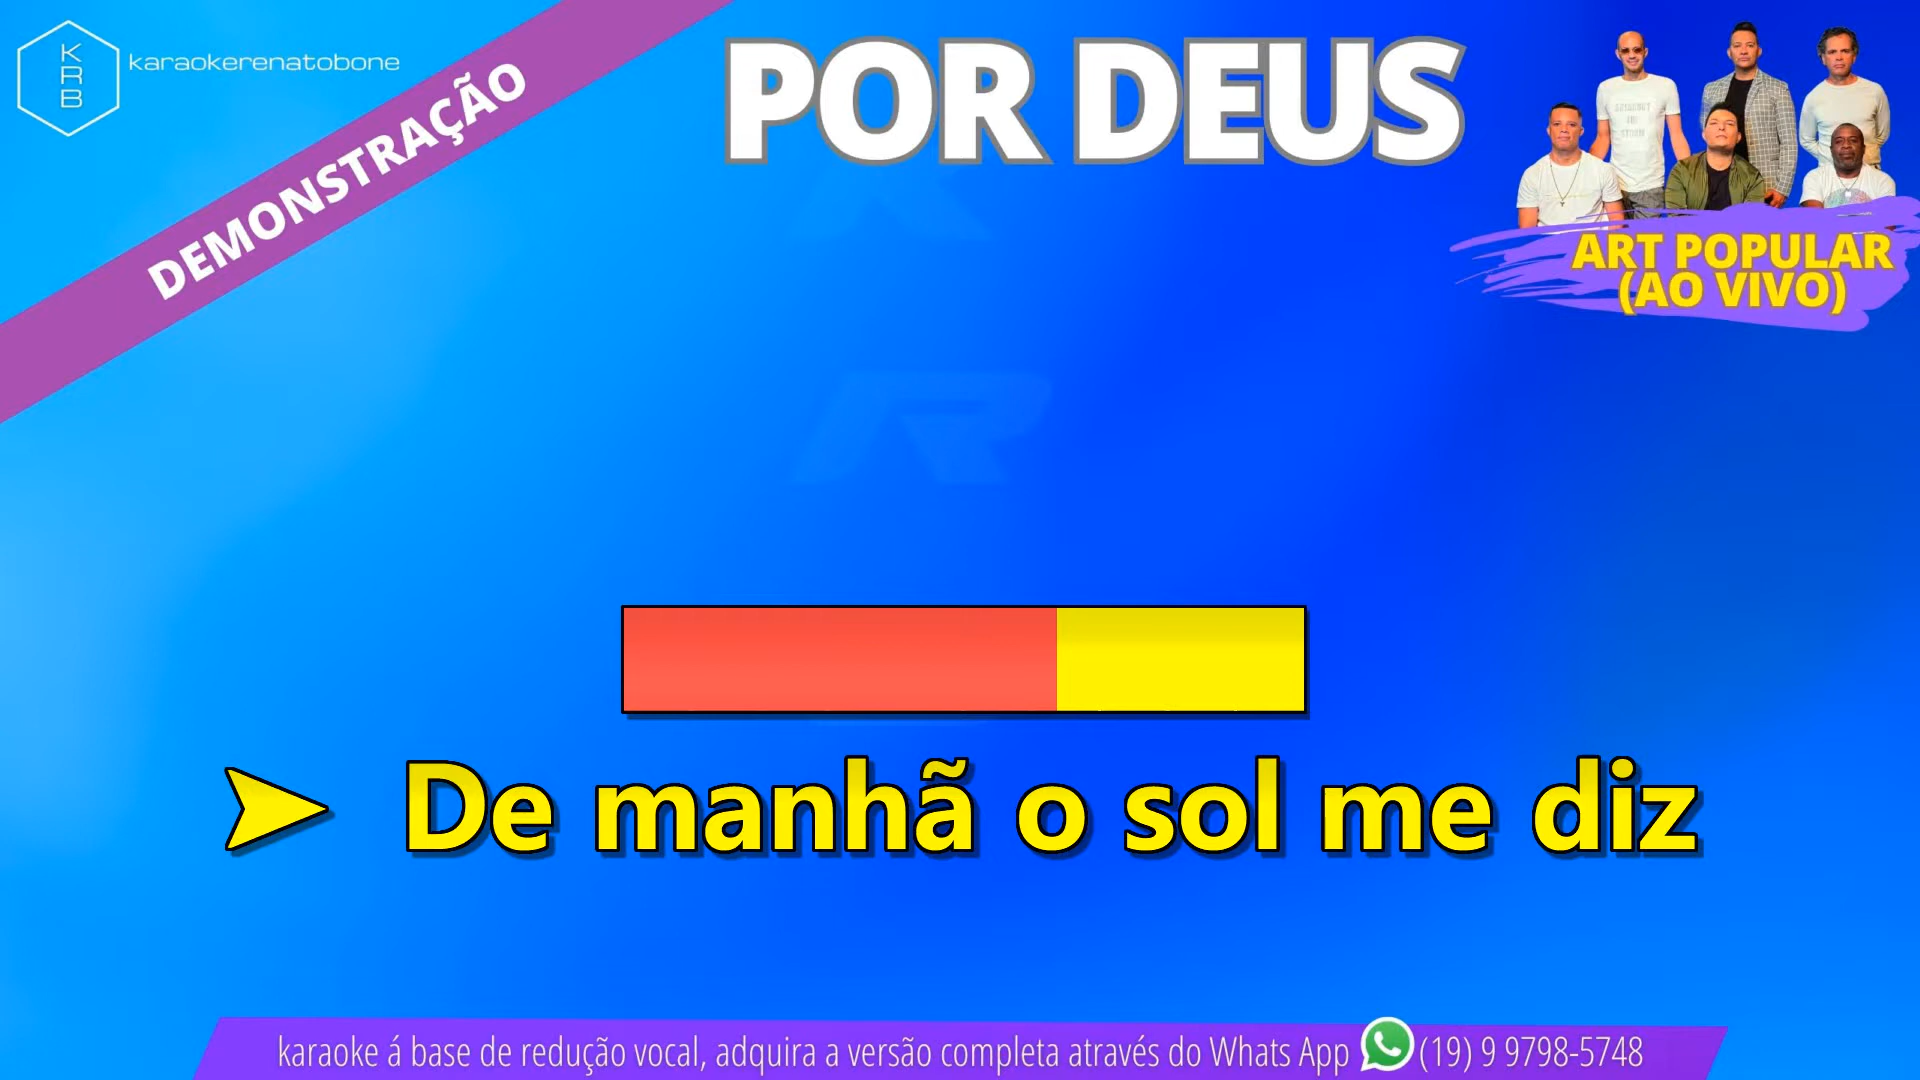 K
R
B
karaokerenatobone
DEMONSTRAÇÃO
POR DEUS
ART POPULAR
(AO VIVO)
De manhã o sol me diz
karaoke á base de redução vocal, adquira a versão completa através do Whats App (19) 9 9798-5748